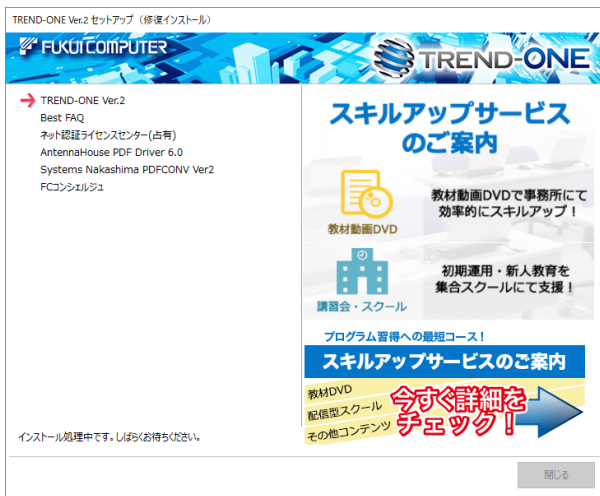 TREND-ONE Ver.2 セットアップ （修復インストール）
FUKUI COMPUTER
TREND-ONE
TREND-ONE Ver.2
Best FAQ
ネット認証ライセンスセンター(占有)
AntennaHouse PDF Driver 6.0
Systems Nakashima PDFCONV Ver2
FCコンシェルジュ
インストール処理中です。しばらくお待ちください。
スキルアップサービス
のご案内
教材動画DVD
教材動画DVDで事務所にて
効率的にスキルアップ！
講習会・スクール
初期運用・新人教育を
集合スクールにて支援！
プログラム習得への最短コース！
スキルアップサービスのご案内
教材DVD
配信型スクール
その他コンテンツ
今すぐ詳細を
チェック！
閉じる